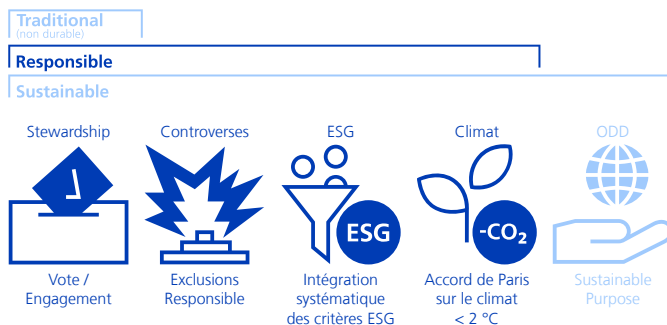 Traditional
(non durable)
Responsible
Sustainable
Stewardship
Controverses
ESG
Climat
ODD
ESG
-CO₂
Vote /
Engagement
Exclusions
Responsible
Intégration
systématique
des critères ESG
Accord de Paris
sur le climat
< 2 °C
Sustainable
Purpose